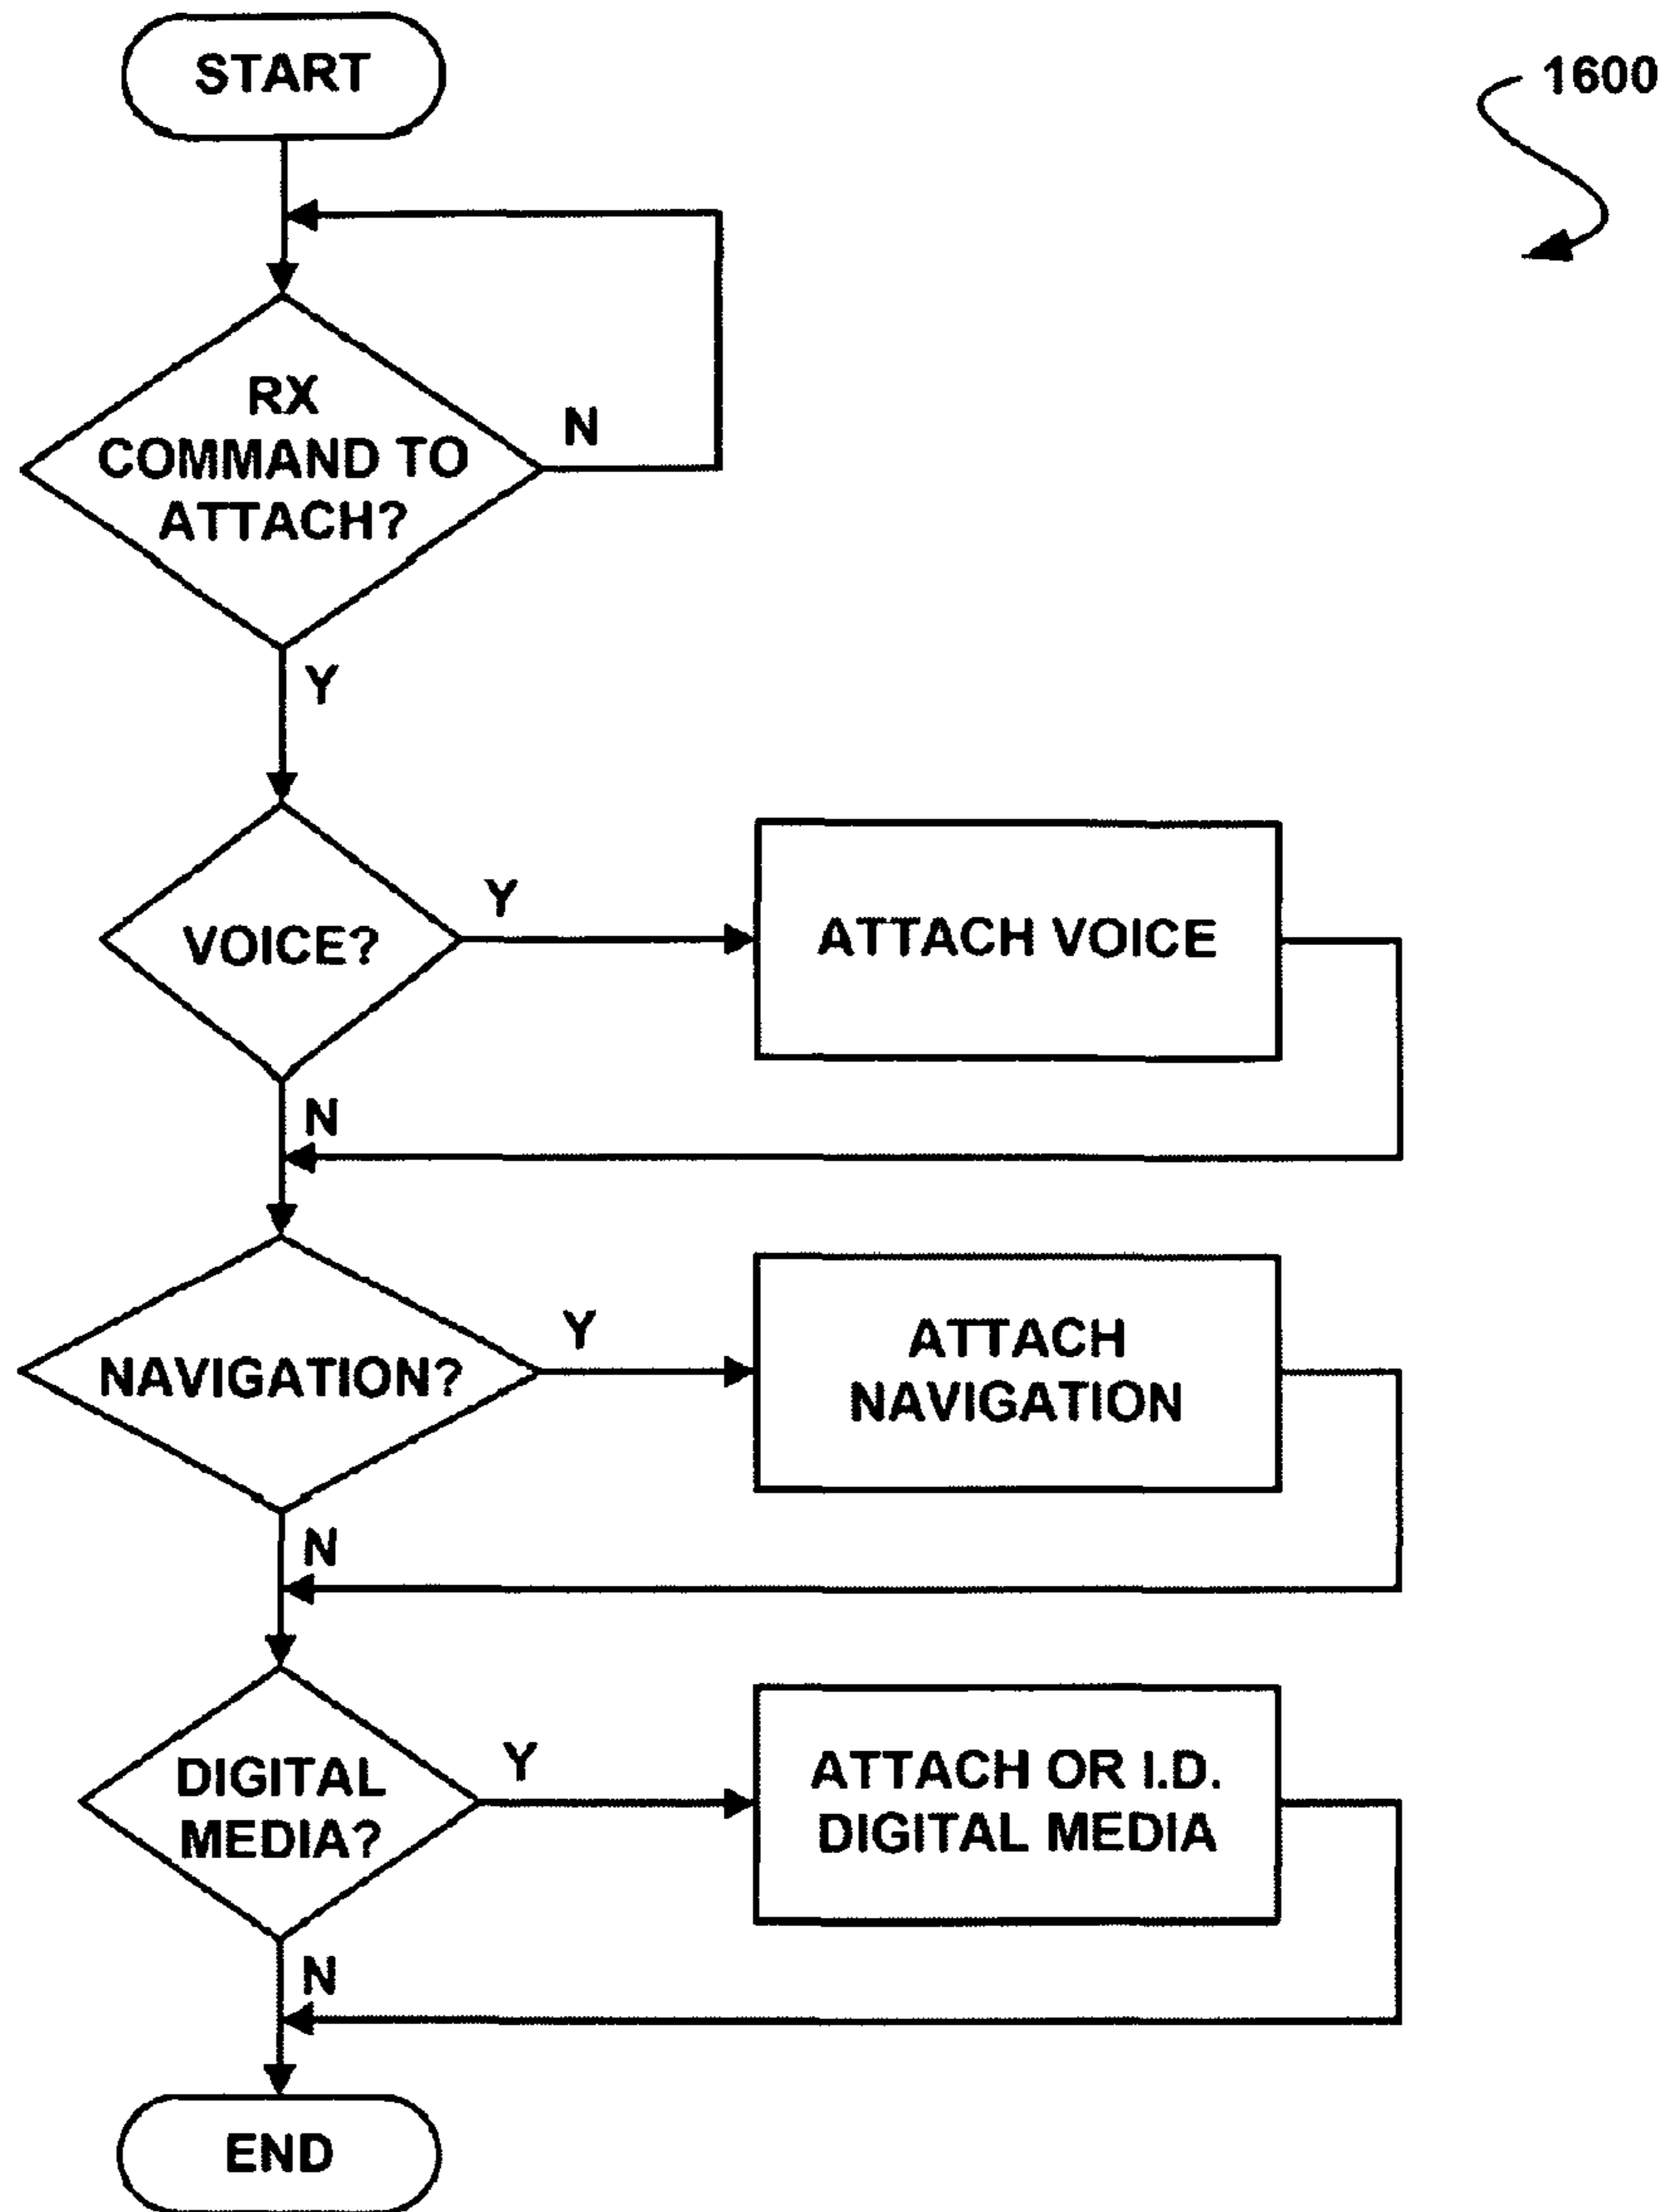 START
1600
RX
COMMAND TO
ATTACH?
N
Y
VOICE?
Y
ATTACH VOICE
N
NAVIGATION?
Y
ATTACH
NAVIGATION
N
DIGITAL
MEDIA?
Y
ATTACH OR I.D.
DIGITAL MEDIA
N
END